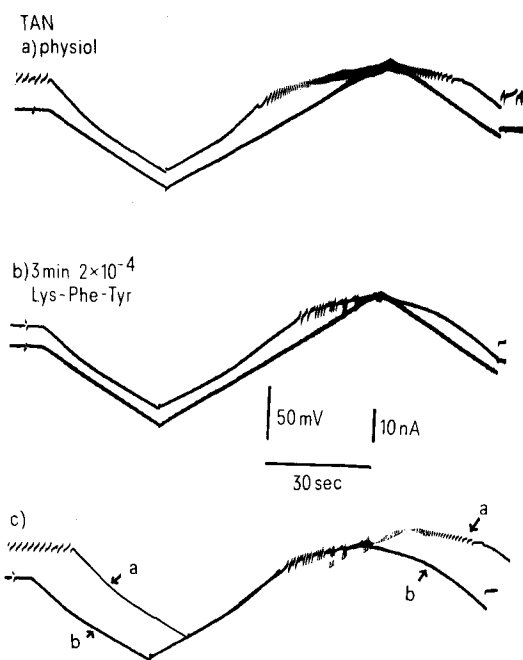 TAN
a) physiol
b) 3 min 2×10⁻⁴
Lys-Phe-Tyr
50 mV
10 nA
30 sec
c)
a
a
b
b